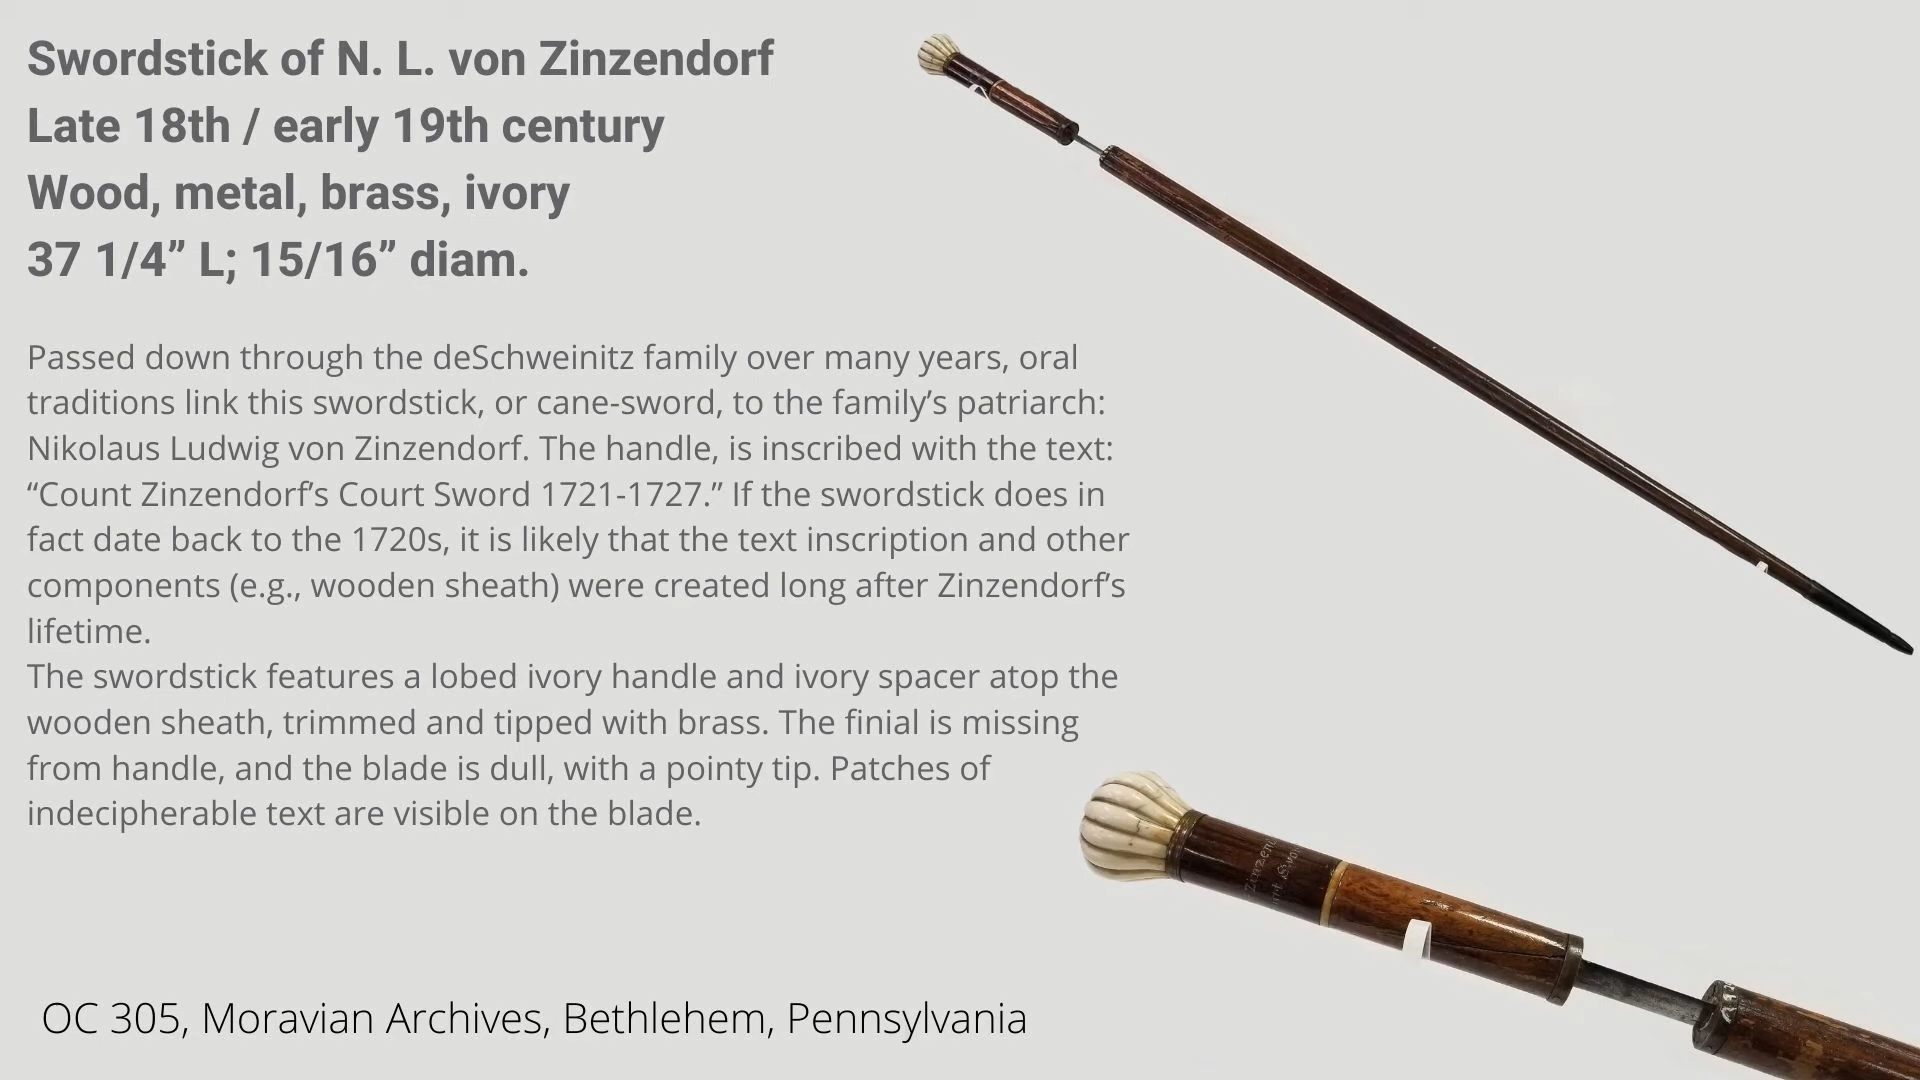 Swordstick of N. L. von Zinzendorf
Late 18th / early 19th century
Wood, metal, brass, ivory
37 1/4” L; 15/16” diam.
Passed down through the deSchweinitz family over many years, oral
traditions link this swordstick, or cane-sword, to the family’s patriarch:
Nikolaus Ludwig von Zinzendorf. The handle, is inscribed with the text:
“Count Zinzendorf’s Court Sword 1721-1727.” If the swordstick does in
fact date back to the 1720s, it is likely that the text inscription and other
components (e.g., wooden sheath) were created long after Zinzendorf’s
lifetime.
The swordstick features a lobed ivory handle and ivory spacer atop the
wooden sheath, trimmed and tipped with brass. The finial is missing
from handle, and the blade is dull, with a pointy tip. Patches of
indecipherable text are visible on the blade.
OC 305, Moravian Archives, Bethlehem, Pennsylvania